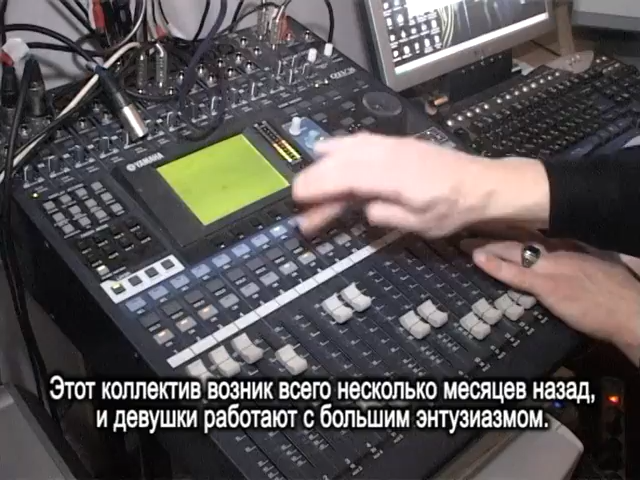 YAMAHA
Этот коллектив возник всего несколько месяцев назад,
и девушки работают с большим энтузиазмом.